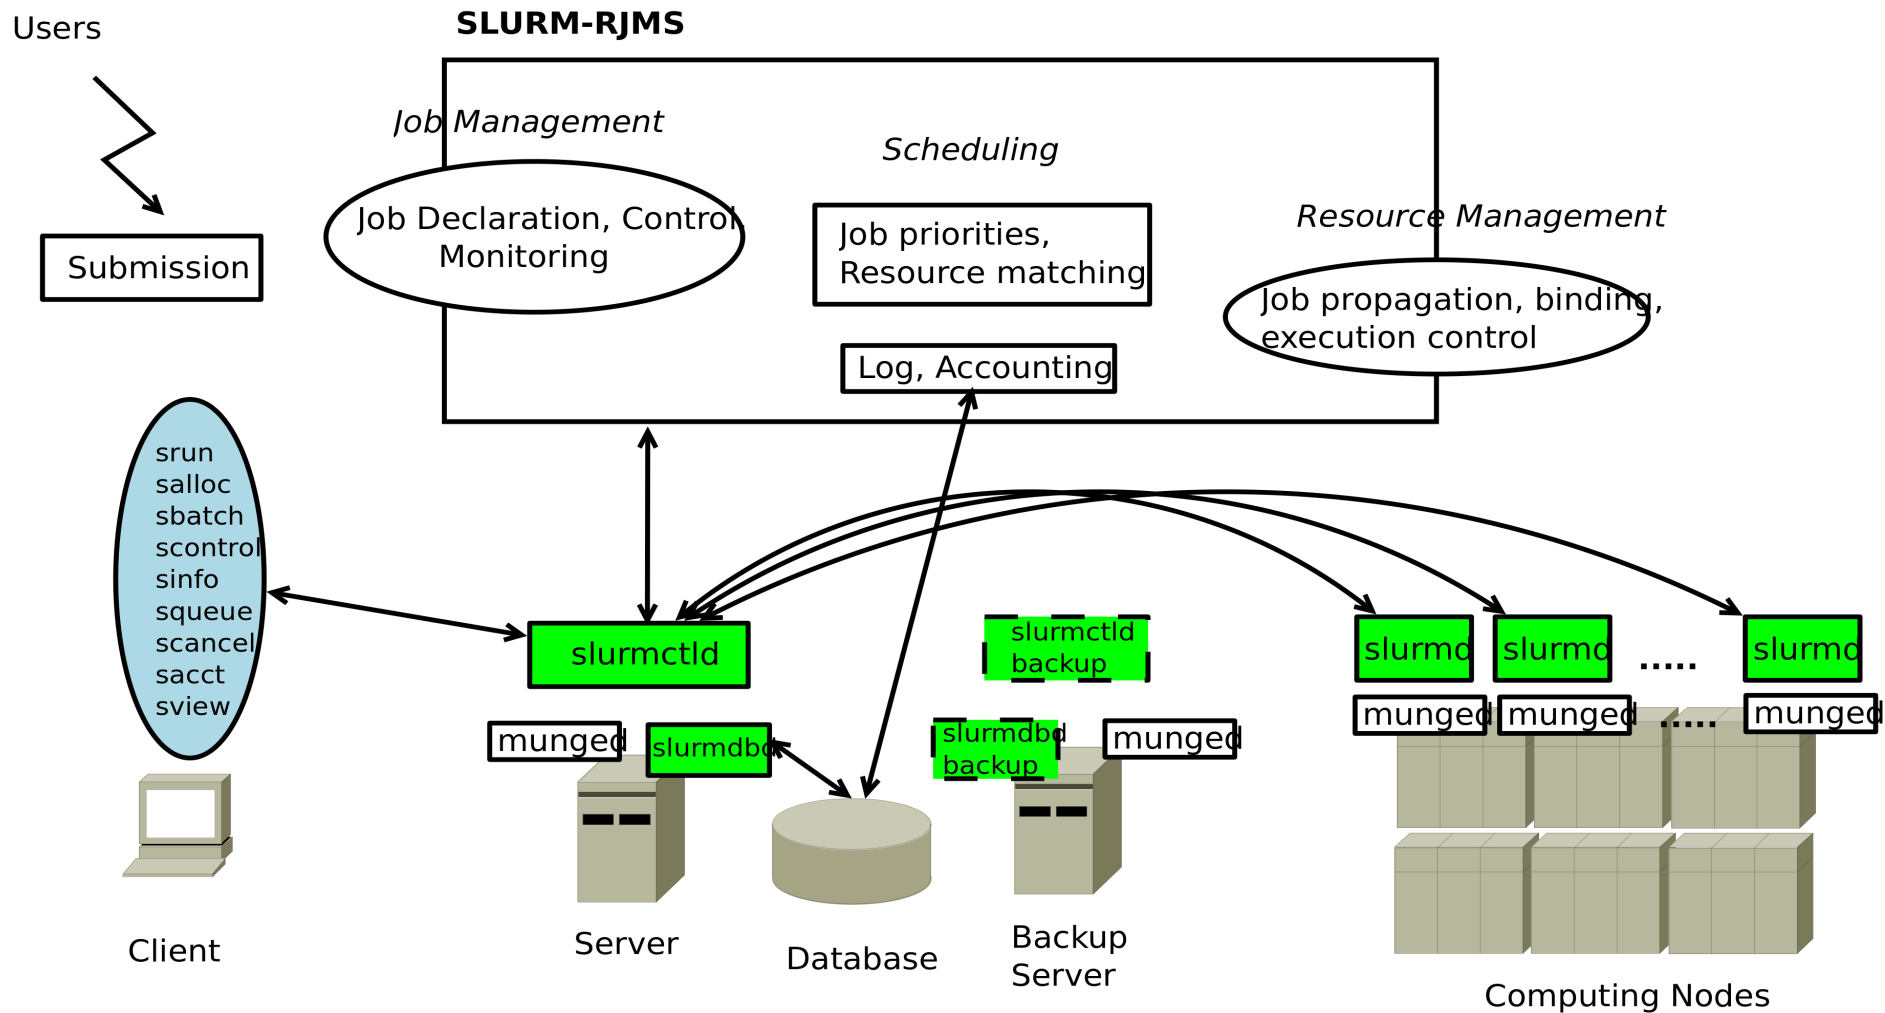 Users
SLURM-RJMS
Job Management
Scheduling
Resource Management
Submission
Job Declaration, Control,
Monitoring
Job priorities,
Resource matching
Job propagation, binding,
execution control
Log, Accounting
srun
salloc
sbatch
scontrol
sinfo
squeue
scancel
sacct
sview
slurmctld
slurmctld
backup
slurmd
slurmd
.....
slurmd
munged
slurmdbd
slurmdbd
backup
munged
munged
munged
.....
munged
Client
Server
Database
Backup
Server
Computing Nodes